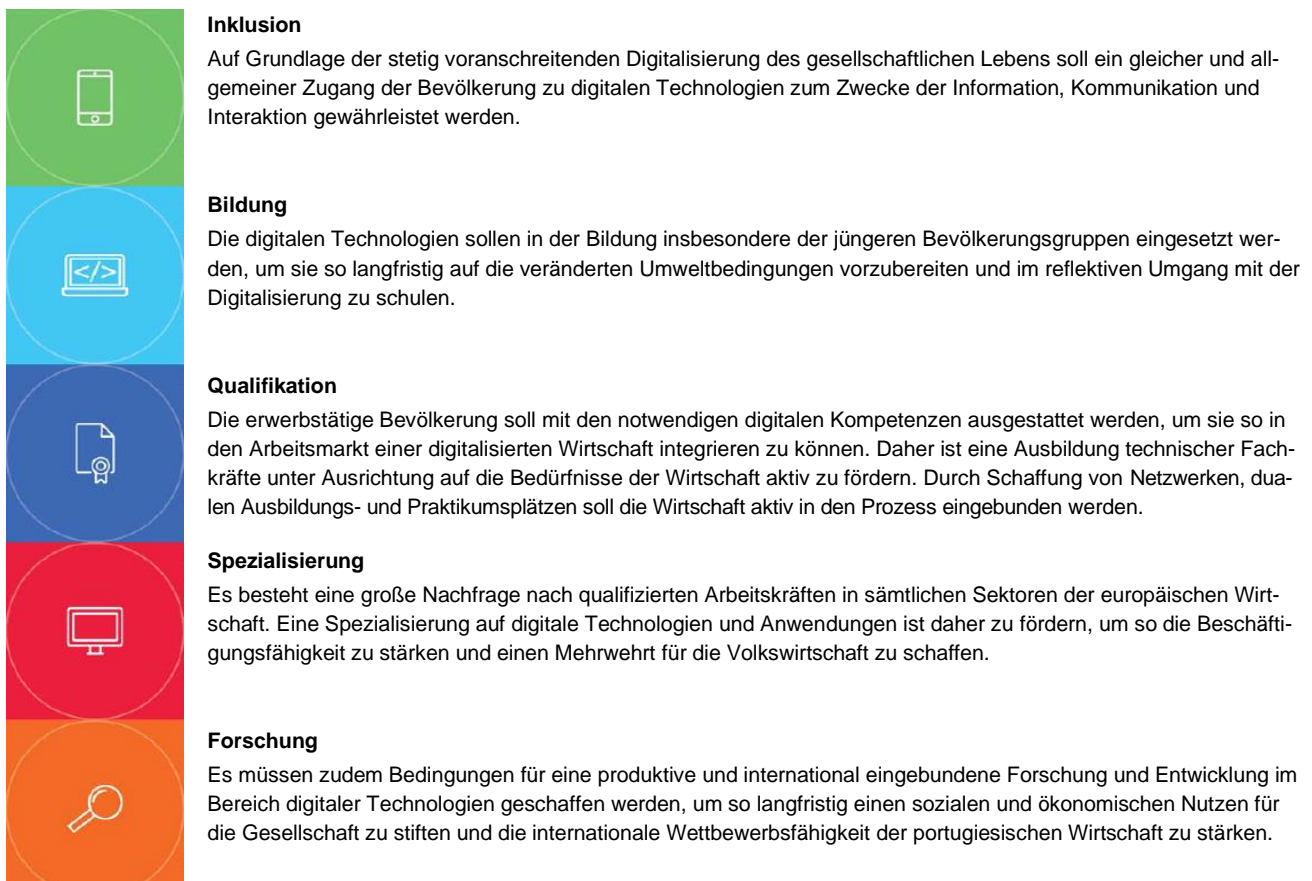 Inklusion
Auf Grundlage der stetig voranschreitenden Digitalisierung des gesellschaftlichen Lebens soll ein gleicher und all-
gemeiner Zugang der Bevölkerung zu digitalen Technologien zum Zwecke der Information, Kommunikation und
Interaktion gewährleistet werden.
Bildung
Die digitalen Technologien sollen in der Bildung insbesondere der jüngeren Bevölkerungsgruppen eingesetzt wer-
den, um sie so langfristig auf die veränderten Umweltbedingungen vorzubereiten und im reflektiven Umgang mit der
Digitalisierung zu schulen.
</>
Qualifikation
Die erwerbstätige Bevölkerung soll mit den notwendigen digitalen Kompetenzen ausgestattet werden, um sie so in
den Arbeitsmarkt einer digitalisierten Wirtschaft integrieren zu können. Daher ist eine Ausbildung technischer Fach-
kräfte unter Ausrichtung auf die Bedürfnisse der Wirtschaft aktiv zu fördern. Durch Schaffung von Netzwerken, dua-
len Ausbildungs- und Praktikumsplätzen soll die Wirtschaft aktiv in den Prozess eingebunden werden.
Spezialisierung
Es besteht eine große Nachfrage nach qualifizierten Arbeitskräften in sämtlichen Sektoren der europäischen Wirt-
schaft. Eine Spezialisierung auf digitale Technologien und Anwendungen ist daher zu fördern, um so die Beschäfti-
gungsfähigkeit zu stärken und einen Mehrwehrt für die Volkswirtschaft zu schaffen.
Forschung
Es müssen zudem Bedingungen für eine produktive und international eingebundene Forschung und Entwicklung im
Bereich digitaler Technologien geschaffen werden, um so langfristig einen sozialen und ökonomischen Nutzen für
die Gesellschaft zu stiften und die internationale Wettbewerbsfähigkeit der portugiesischen Wirtschaft zu stärken.